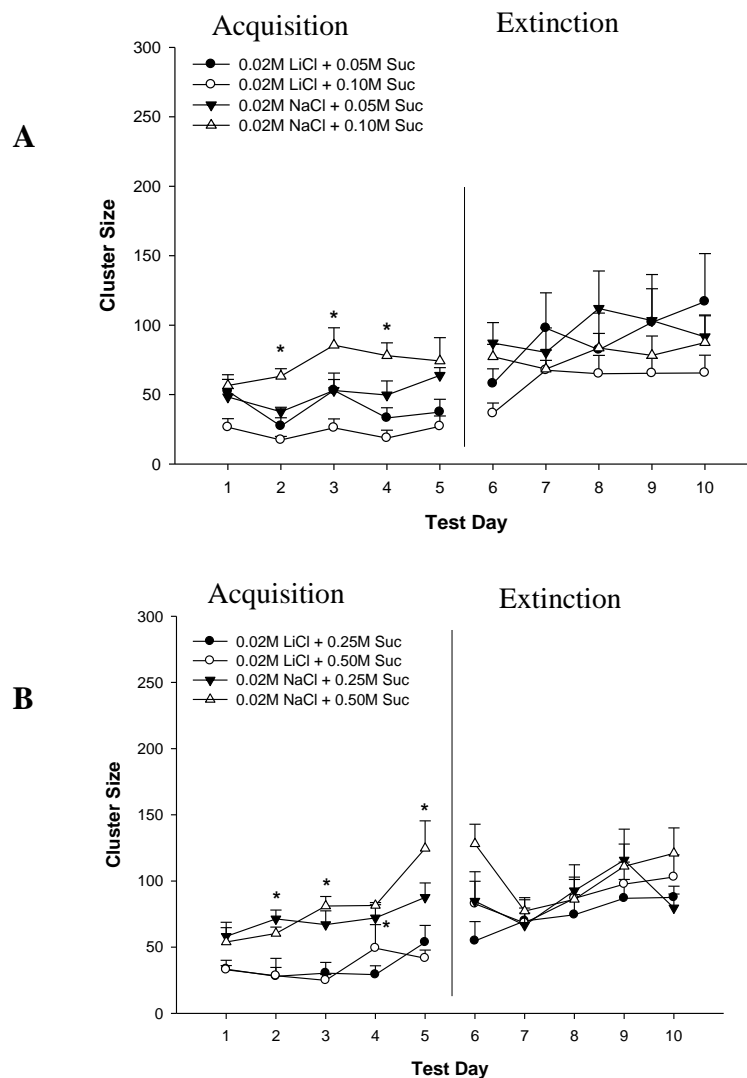 Acquisition Extinction
A
300
250
200
150
100
50
0
Cluster Size
0.02M LiCl + 0.05M Suc
0.02M LiCl + 0.10M Suc
0.02M NaCl + 0.05M Suc
0.02M NaCl + 0.10M Suc
* * *
1 2 3 4 5 6 7 8 9 10
Test Day
Acquisition Extinction
B
300
250
200
150
100
50
0
Cluster Size
0.02M LiCl + 0.25M Suc
0.02M LiCl + 0.50M Suc
0.02M NaCl + 0.25M Suc
0.02M NaCl + 0.50M Suc
* * * *
1 2 3 4 5 6 7 8 9 10
Test Day